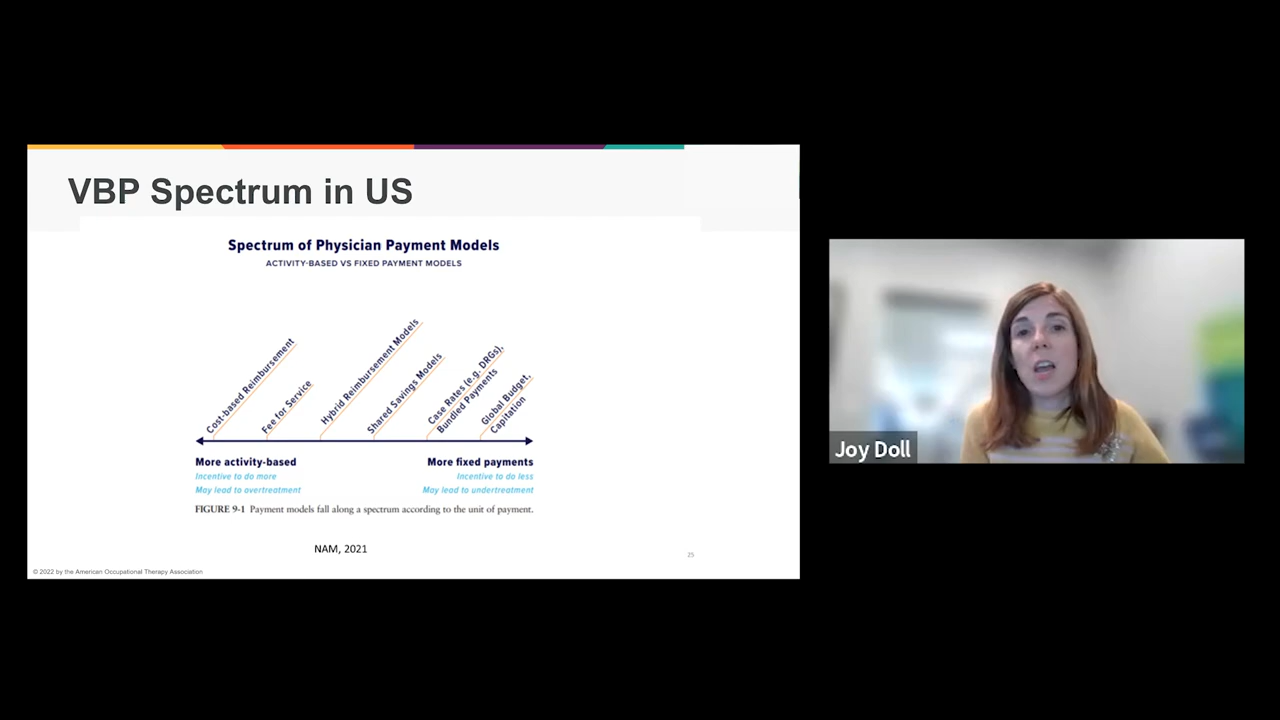 VBP Spectrum in US
Spectrum of Physician Payment Models
ACTIVITY-BASED VS FIXED PAYMENT MODELS
Cost-based Reimbursement
Fee for Service
Hybrid Reimbursement Models
Shared Savings Models
Case Rates (e.g. DRGs),
Bundled Payments
Global Budget,
Capitation
More activity-based
Incentive to do more
May lead to overtreatment
More fixed payments
Incentive to do less
May lead to undertreatment
FIGURE 9-1 Payment models fall along a spectrum according to the unit of payment.
NAM, 2021
25
© 2022 by the American Occupational Therapy Association
Joy Doll